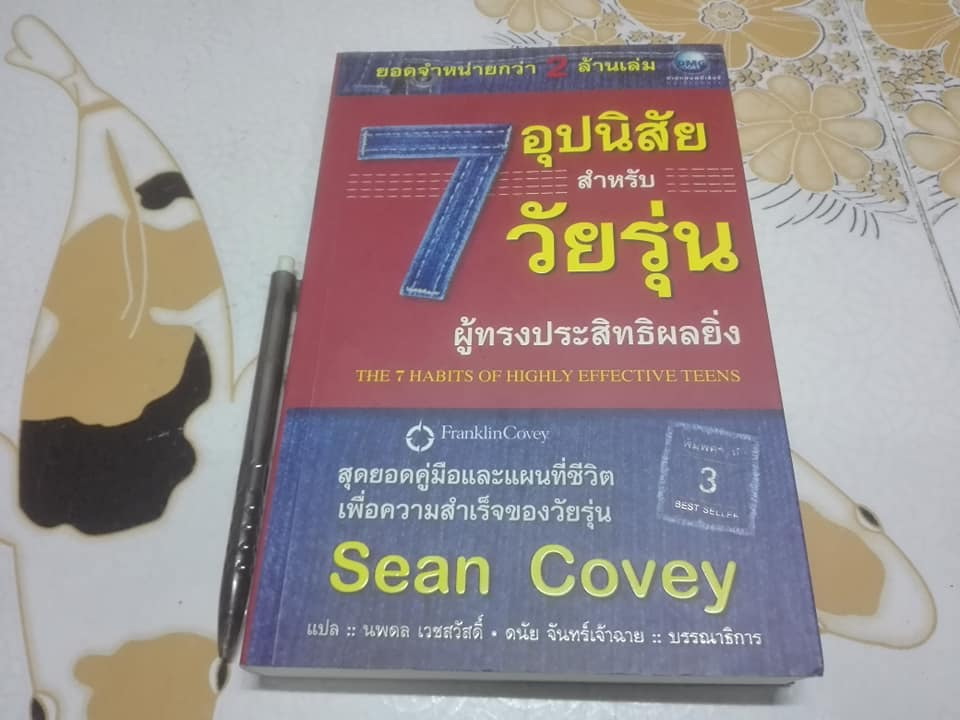 ยอดจำหน่ายกว่า 2 ล้านเล่ม
DMG
7 อุปนิสัย
สำหรับ
วัยรุ่น
ผู้ทรงประสิทธิผลยิ่ง
THE 7 HABITS OF HIGHLY EFFECTIVE TEENS
FranklinCovey
สุดยอดคู่มือและแผนที่ชีวิต
เพื่อความสำเร็จของวัยรุ่น
3
BEST SELLER
Sean Covey
แปล :: นพดล เวชสวัสดิ์ • ดนัย จันทร์เจ้าฉาย :: บรรณาธิการ